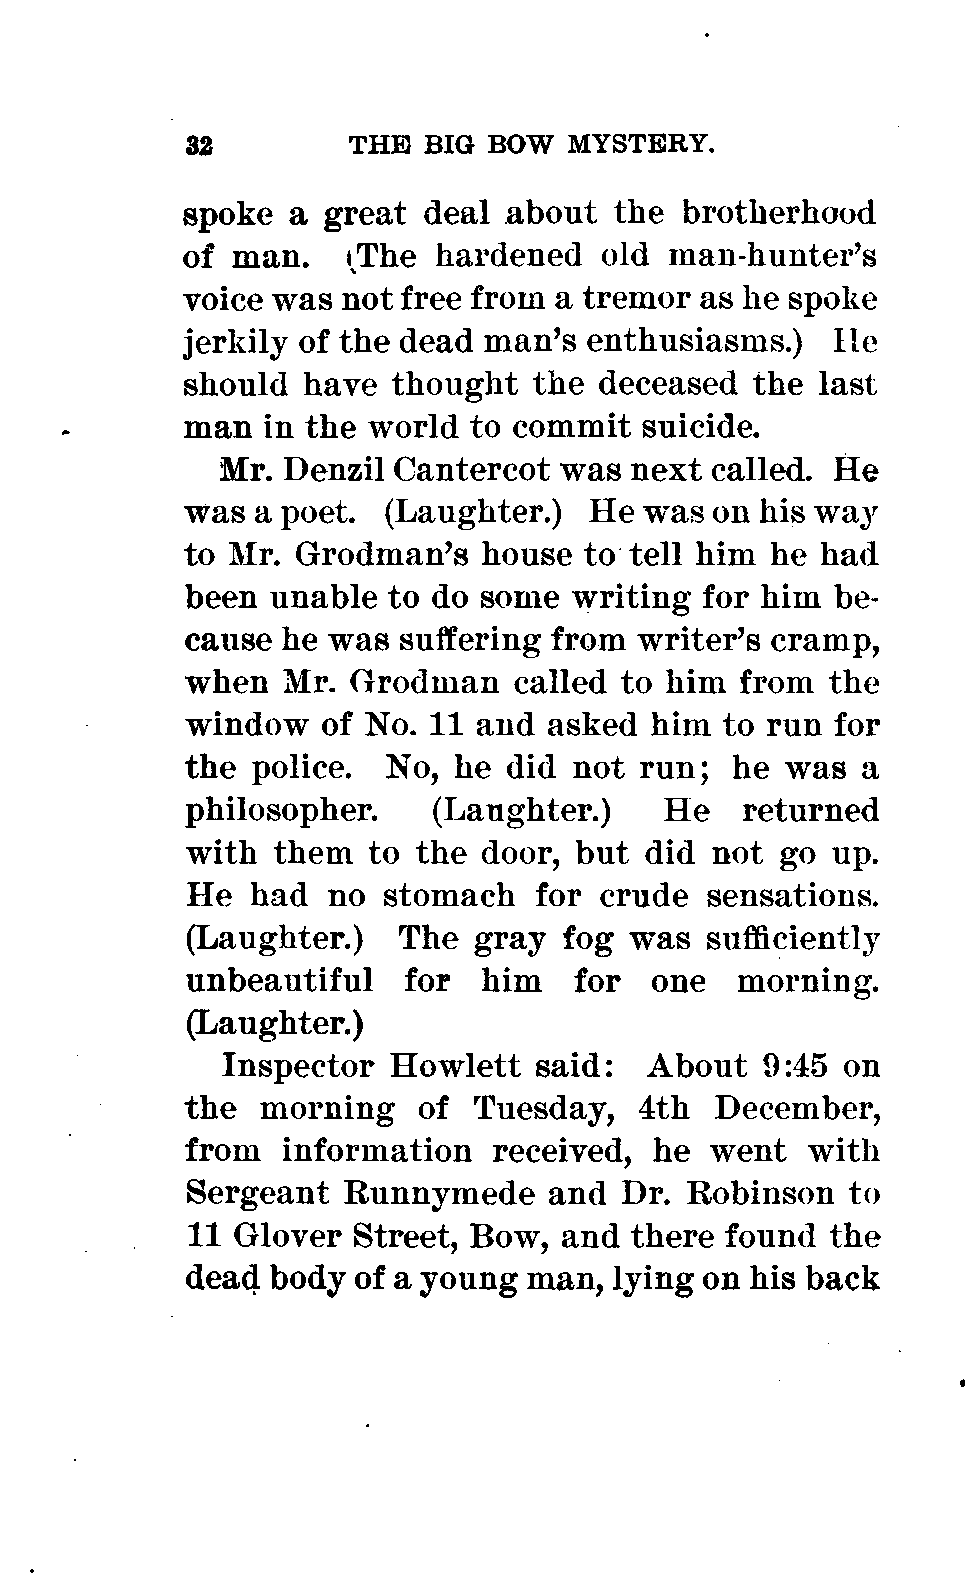 32 THE BIG BOW MYSTERY.
spoke a great deal about the brotherhood
of man. (The hardened old man-hunter's
voice was not free from a tremor as he spoke
jerkily of the dead man's enthusiasms.) He
should have thought the deceased the last
man in the world to commit suicide.
Mr. Denzil Cantercot was next called. He
was a poet. (Laughter.) He was on his way
to Mr. Grodman's house to tell him he had
been unable to do some writing for him be-
cause he was suffering from writer's cramp,
when Mr. Grodman called to him from the
window of No. 11 and asked him to run for
the police. No, he did not run; he was a
philosopher. (Laughter.) He returned
with them to the door, but did not go up.
He had no stomach for crude sensations.
(Laughter.) The gray fog was sufficiently
unbeautiful for him for one morning.
(Laughter.)
Inspector Howlett said: About 9:45 on
the morning of Tuesday, 4th December,
from information received, he went with
Sergeant Runnymede and Dr. Robinson to
11 Glover Street, Bow, and there found the
dead body of a young man, lying on his back